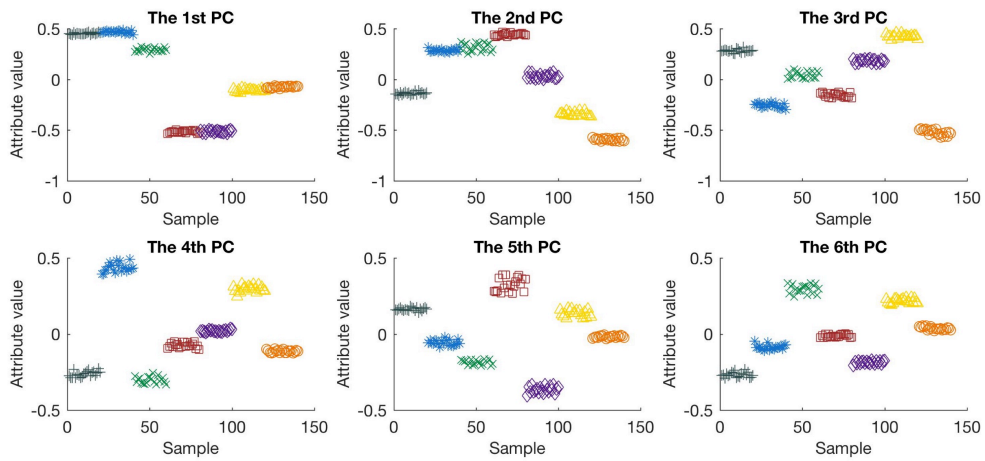 The 1st PC
0.5
0
-0.5
-1
Attribute value
0 50 100 150
Sample
The 2nd PC
0.5
0
-0.5
-1
Attribute value
0 50 100 150
Sample
The 3rd PC
0.5
0
-0.5
-1
Attribute value
0 50 100 150
Sample
The 4th PC
0.5
0
-0.5
Attribute value
0 50 100 150
Sample
The 5th PC
0.5
0
-0.5
Attribute value
0 50 100 150
Sample
The 6th PC
0.5
0
-0.5
Attribute value
0 50 100 150
Sample